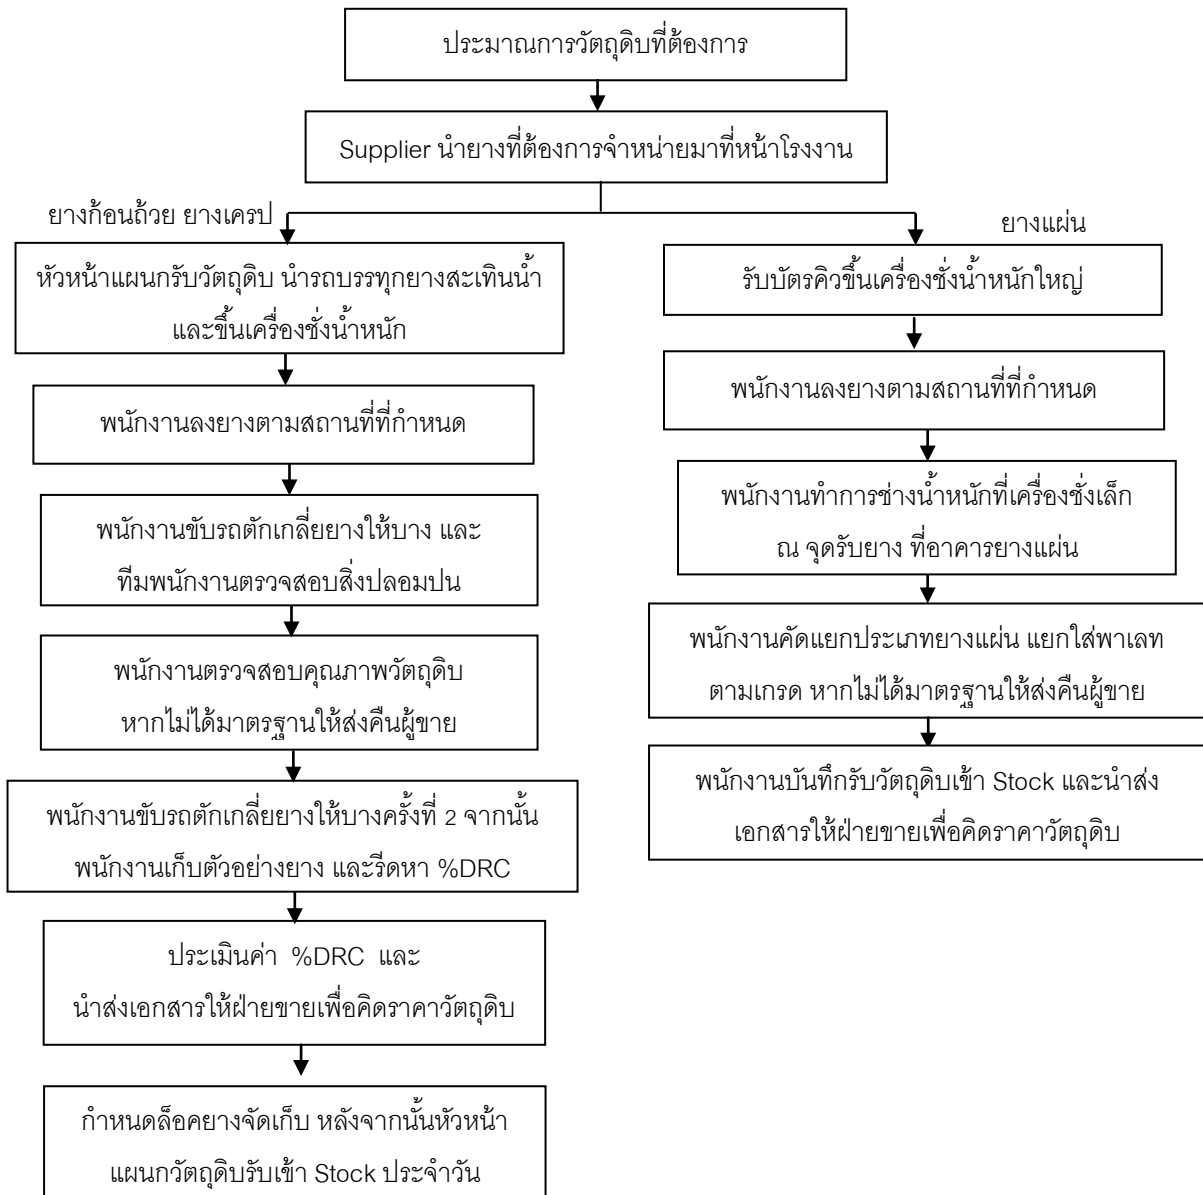 ประมาณการวัตถุดิบที่ต้องการ
Supplier นำยางที่ต้องการจำหน่ายมาที่หน้าโรงงาน
ยางก้อนถ้วย ยางเครป
หัวหน้าแผนกรับวัตถุดิบ นำรถบรรทุกยางสะเทินน้ำ
และขึ้นเครื่องชั่งน้ำหนัก
พนักงานลงยางตามสถานที่ที่กำหนด
พนักงานขับรถตักเกลี่ยยางให้บาง และ
ทีมพนักงานตรวจสอบสิ่งปลอมปน
พนักงานตรวจสอบคุณภาพวัตถุดิบ
หากไม่ได้มาตรฐานให้ส่งคืนผู้ขาย
พนักงานขับรถตักเกลี่ยยางให้บางครั้งที่ 2 จากนั้น
พนักงานเก็บตัวอย่างยาง และรีดหา %DRC
ประเมินค่า %DRC และ
นำส่งเอกสารให้ฝ่ายขายเพื่อคิดราคาวัตถุดิบ
กำหนดล็อคยางจัดเก็บ หลังจากนั้นหัวหน้า
แผนกวัตถุดิบรับเข้า Stock ประจำวัน
ยางแผ่น
รับบัตรคิวขึ้นเครื่องชั่งน้ำหนักใหญ่
พนักงานลงยางตามสถานที่ที่กำหนด
พนักงานทำการช่างน้ำหนักที่เครื่องชั่งเล็ก
ณ จุดรับยาง ที่อาคารยางแผ่น
พนักงานคัดแยกประเภทยางแผ่น แยกใส่พาเลท
ตามเกรด หากไม่ได้มาตรฐานให้ส่งคืนผู้ขาย
พนักงานบันทึกรับวัตถุดิบเข้า Stock และนำส่ง
เอกสารให้ฝ่ายขายเพื่อคิดราคาวัตถุดิบ